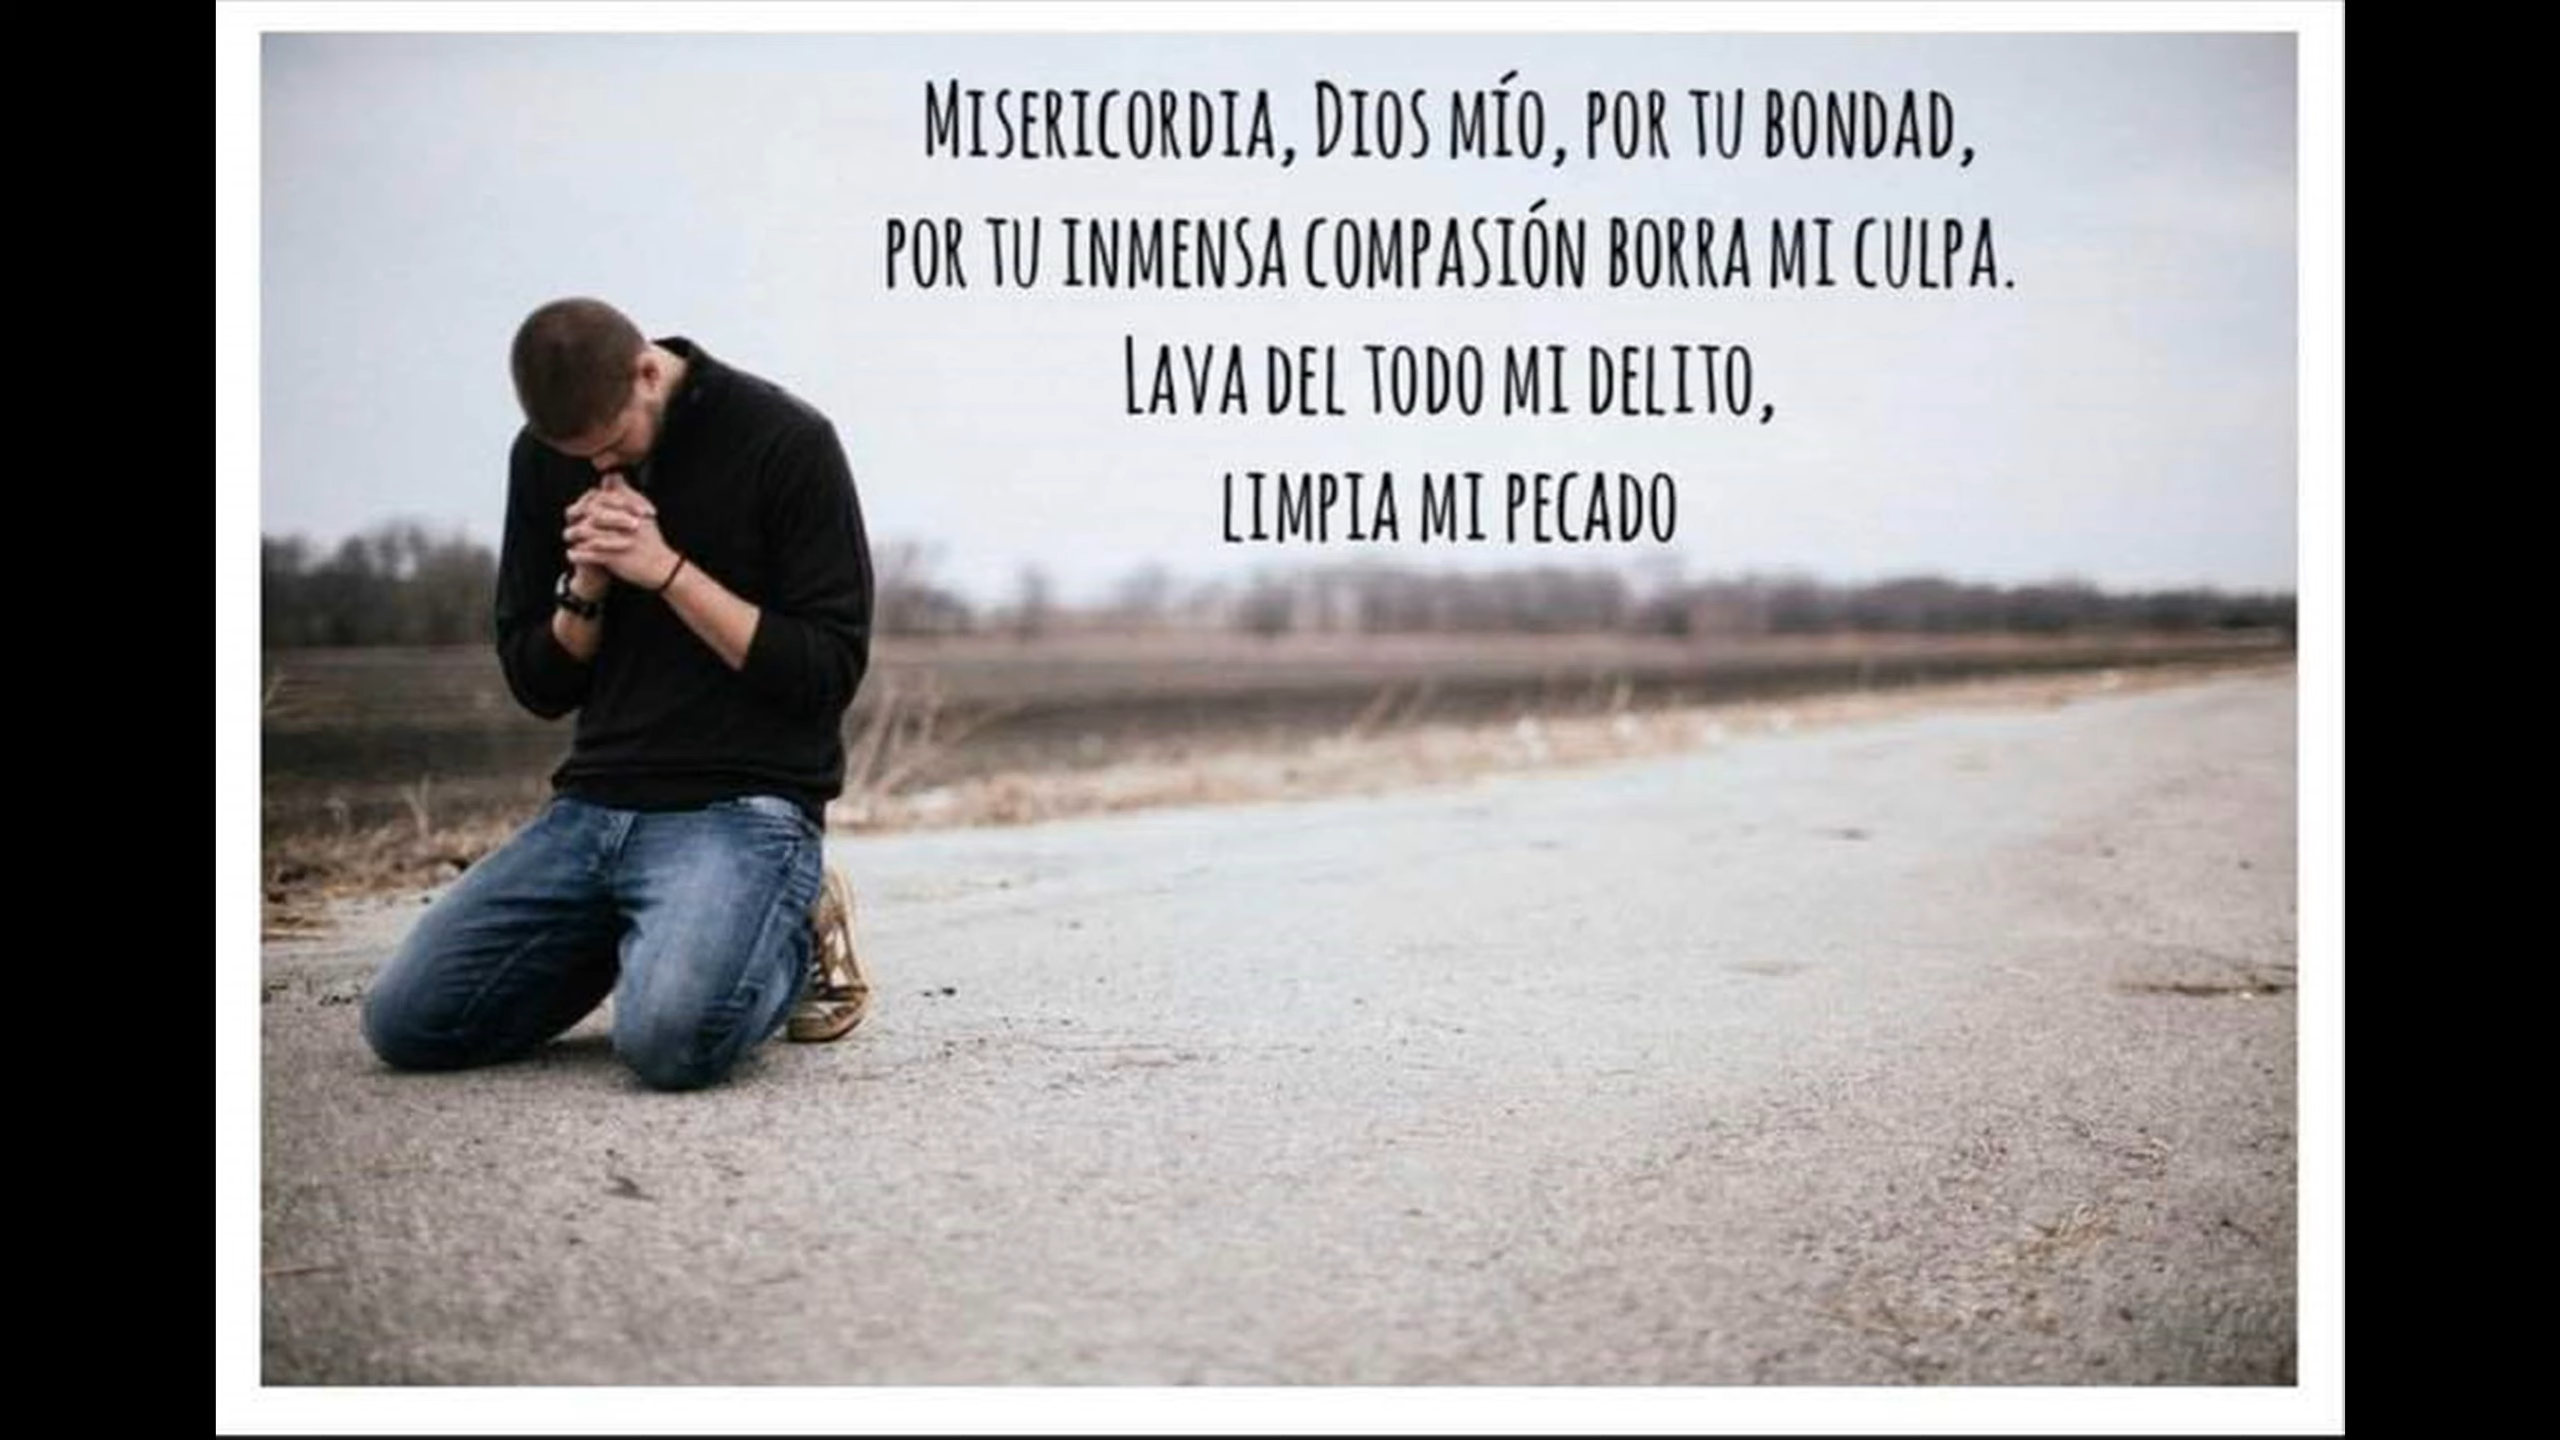 Misericordia, Dios mío, por tu bondad,
por tu inmensa compasión borra mi culpa.
Lava del todo mi delito,
limpia mi pecado